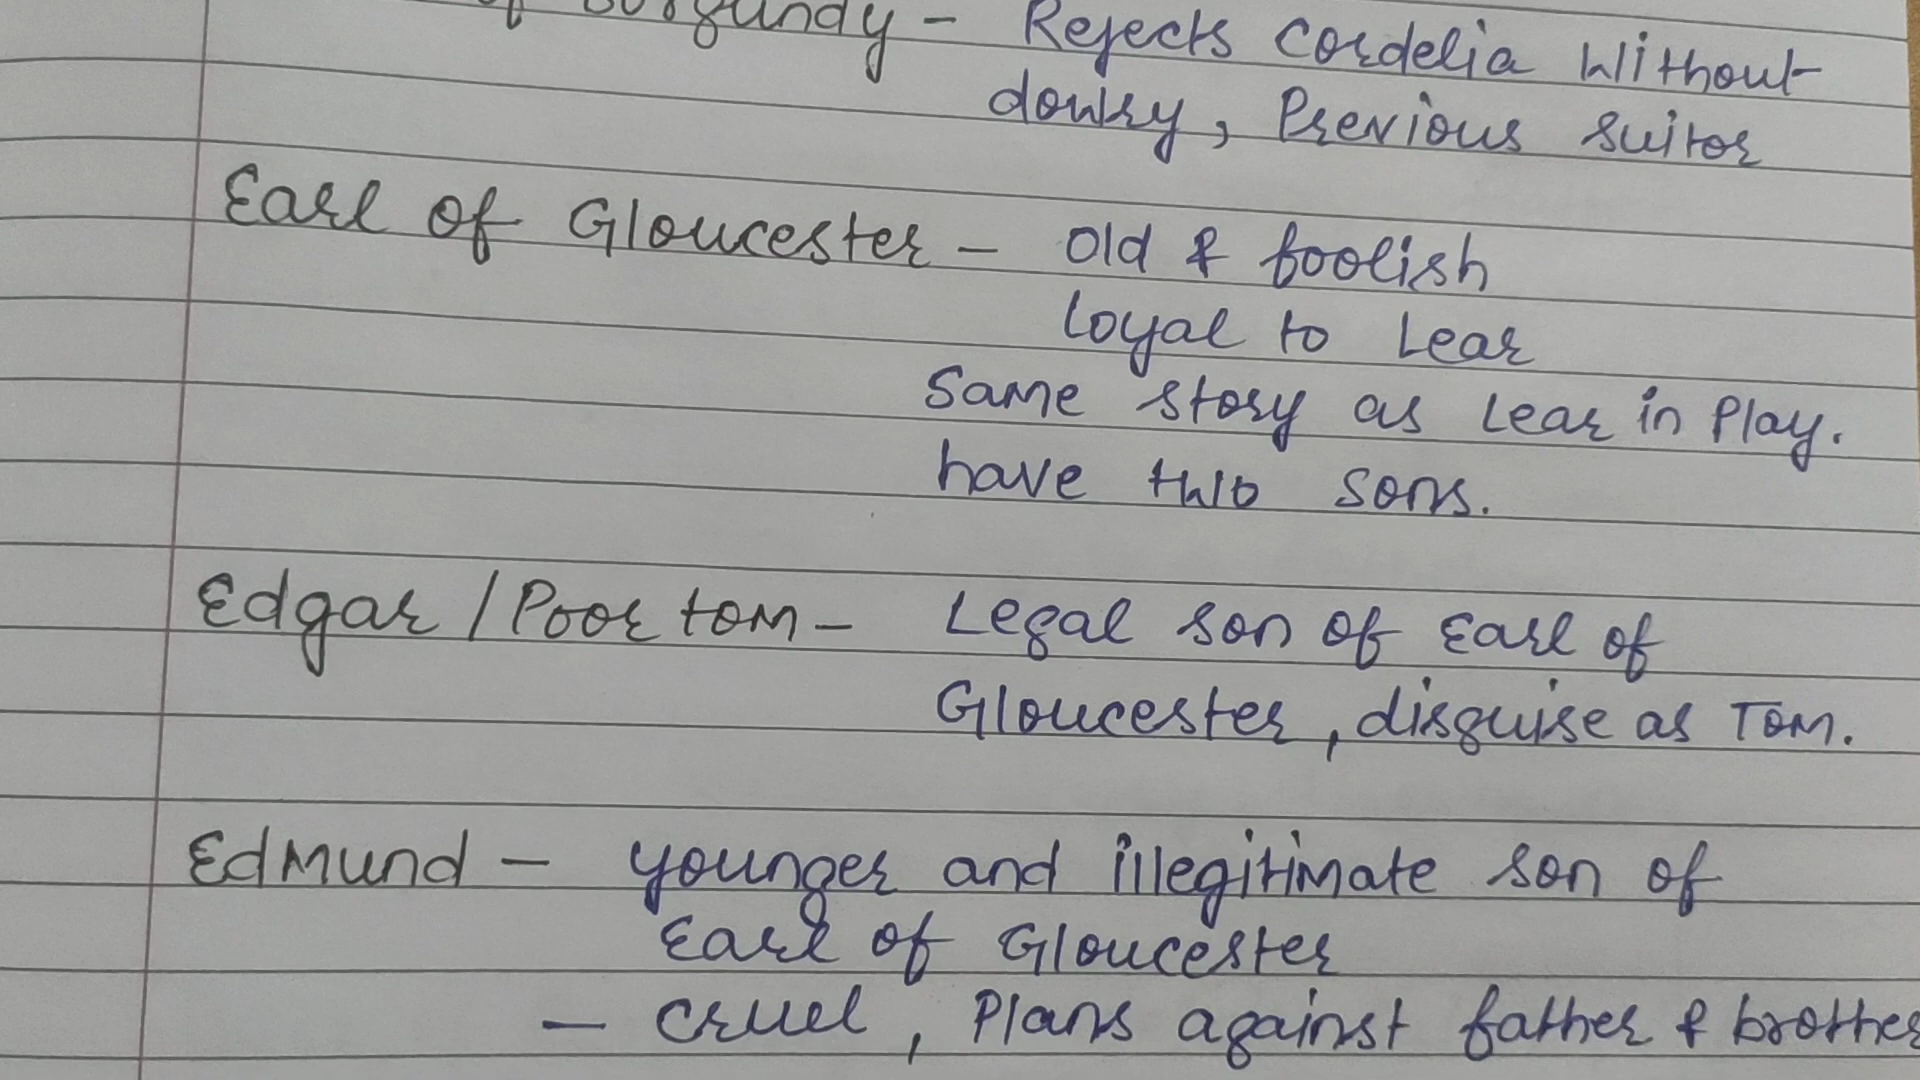 of Burgundy - Rejects Cordelia Without
dowry, Previous suitor
Earl of Gloucester - Old & foolish
Loyal to Lear
Same story as Lear in Play.
have two sons.
Edgar / Poor tom - Legal son of Earl of
Gloucester, disguise as Tom.
Edmund - younger and illegitimate son of
Earl of Gloucester
- Cruel, Plans against father & brother